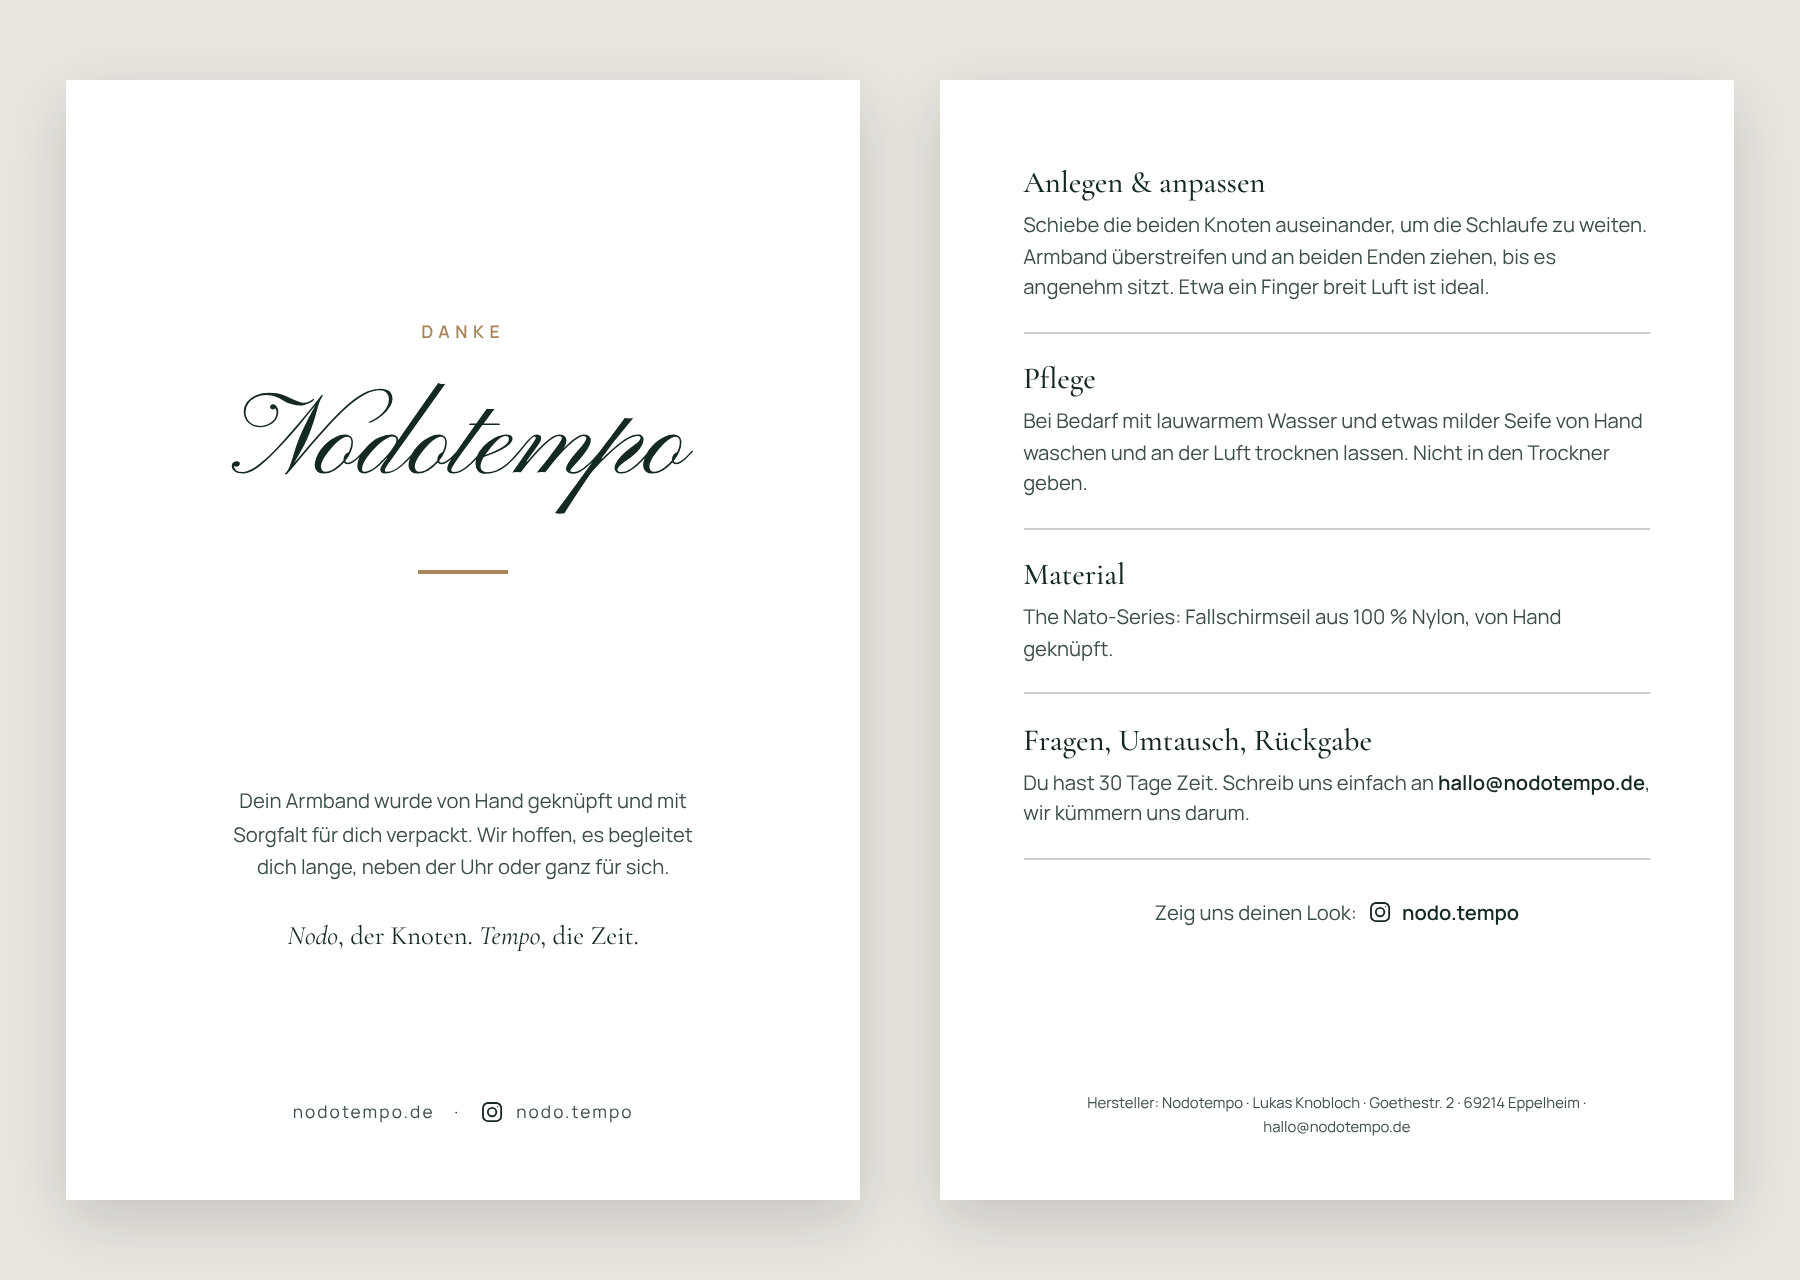 DANKE
Nodotempo
Dein Armband wurde von Hand geknüpft und mit
Sorgfalt für dich verpackt. Wir hoffen, es begleitet
dich lange, neben der Uhr oder ganz für sich.
Nodo, der Knoten. Tempo, die Zeit.
nodotempo.de · nodo.tempo
Anlegen & anpassen
Schiebe die beiden Knoten auseinander, um die Schlaufe zu weiten.
Armband überstreifen und an beiden Enden ziehen, bis es
angenehm sitzt. Etwa ein Finger breit Luft ist ideal.
Pflege
Bei Bedarf mit lauwarmem Wasser und etwas milder Seife von Hand
waschen und an der Luft trocknen lassen. Nicht in den Trockner
geben.
Material
The Nato-Series: Fallschirmseil aus 100 % Nylon, von Hand
geknüpft.
Fragen, Umtausch, Rückgabe
Du hast 30 Tage Zeit. Schreib uns einfach an hallo@nodotempo.de,
wir kümmern uns darum.
Zeig uns deinen Look: nodo.tempo
Hersteller: Nodotempo · Lukas Knobloch · Goethestr. 2 · 69214 Eppelheim ·
hallo@nodotempo.de